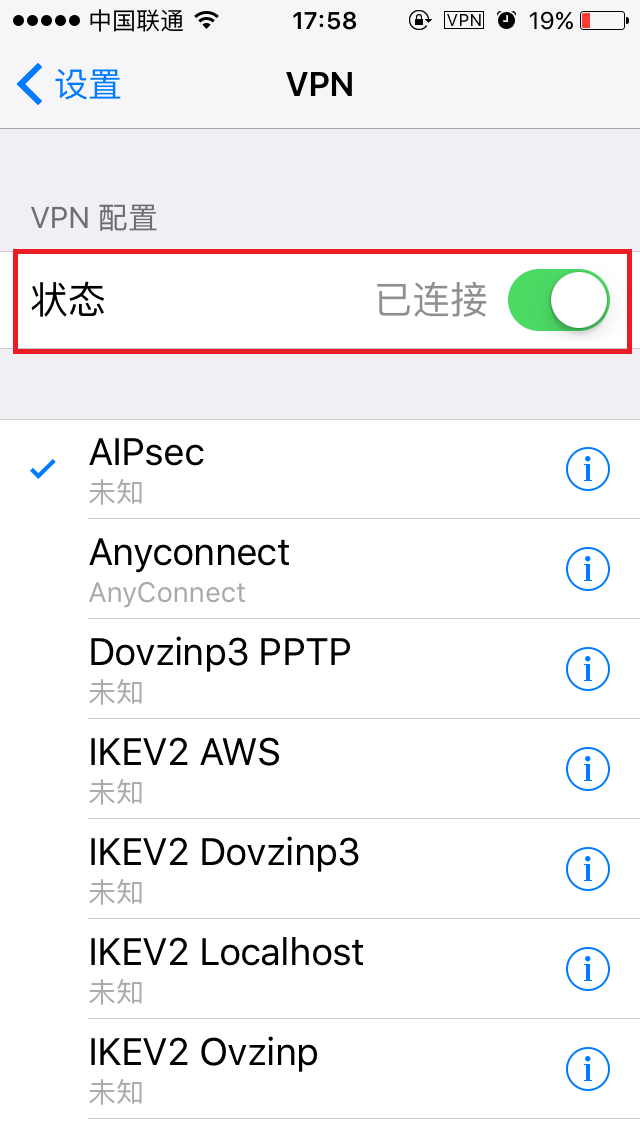 中国联通 17:58 VPN 19%
设置 VPN
VPN 配置
状态 已连接
AIPsec
未知
Anyconnect
AnyConnect
Dovzinp3 PPTP
未知
IKEV2 AWS
未知
IKEV2 Dovzinp3
未知
IKEV2 Localhost
未知
IKEV2 Ovzinp
未知